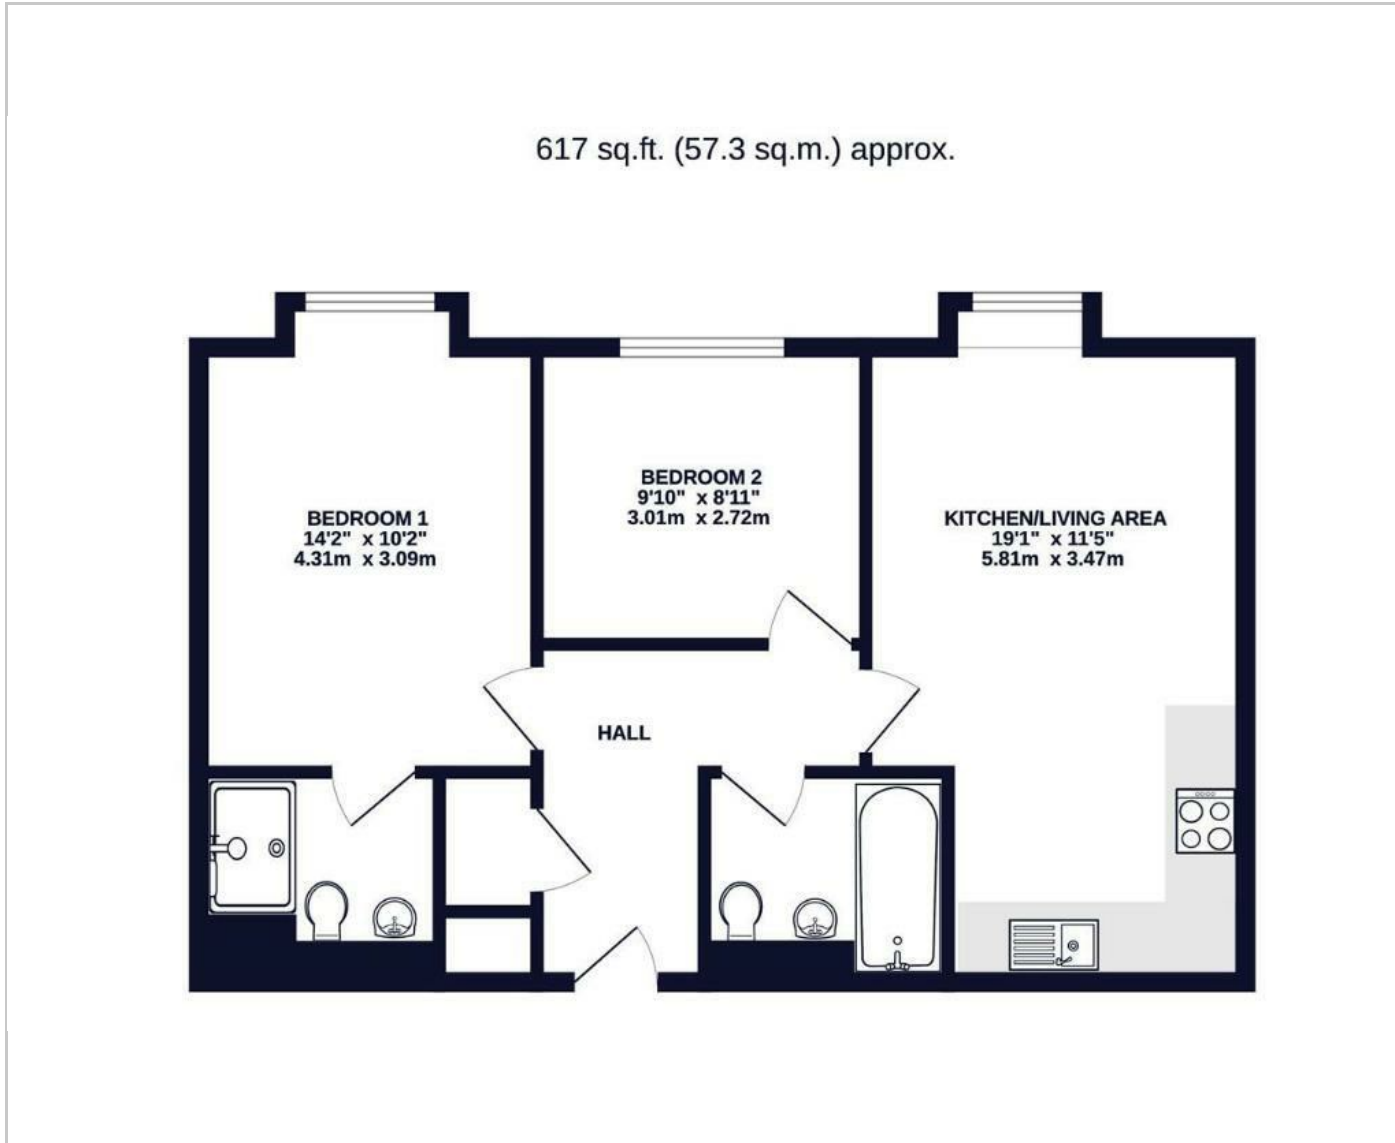 617 sq.ft. (57.3 sq.m.) approx.
BEDROOM 1
14'2" x 10'2"
4.31m x 3.09m
BEDROOM 2
9'10" x 8'11"
3.01m x 2.72m
KITCHEN/LIVING AREA
19'1" x 11'5"
5.81m x 3.47m
HALL